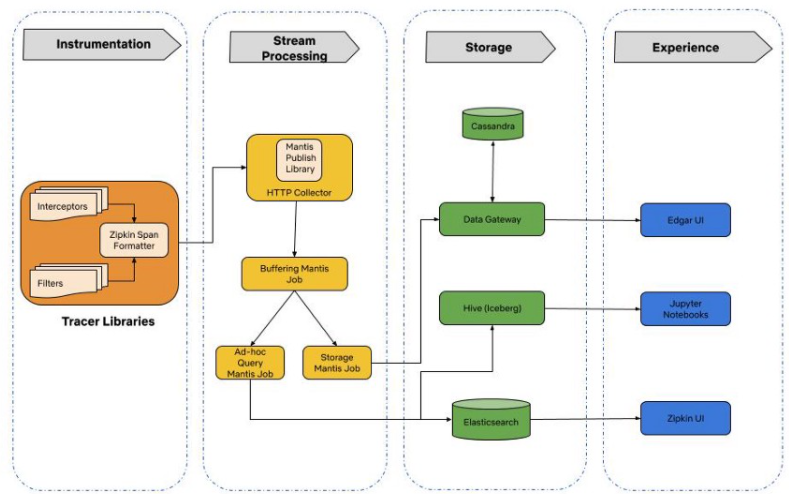 Instrumentation
Stream
Processing
Storage
Experience
Interceptors
Zipkin Span
Formatter
Filters
Tracer Libraries
Mantis
Publish
Library
HTTP Collector
Buffering Mantis
Job
Ad-hoc
Query
Mantis Job
Storage
Mantis Job
Cassandra
Data Gateway
Hive (Iceberg)
Elasticsearch
Edgar UI
Jupyter
Notebooks
Zipkin UI